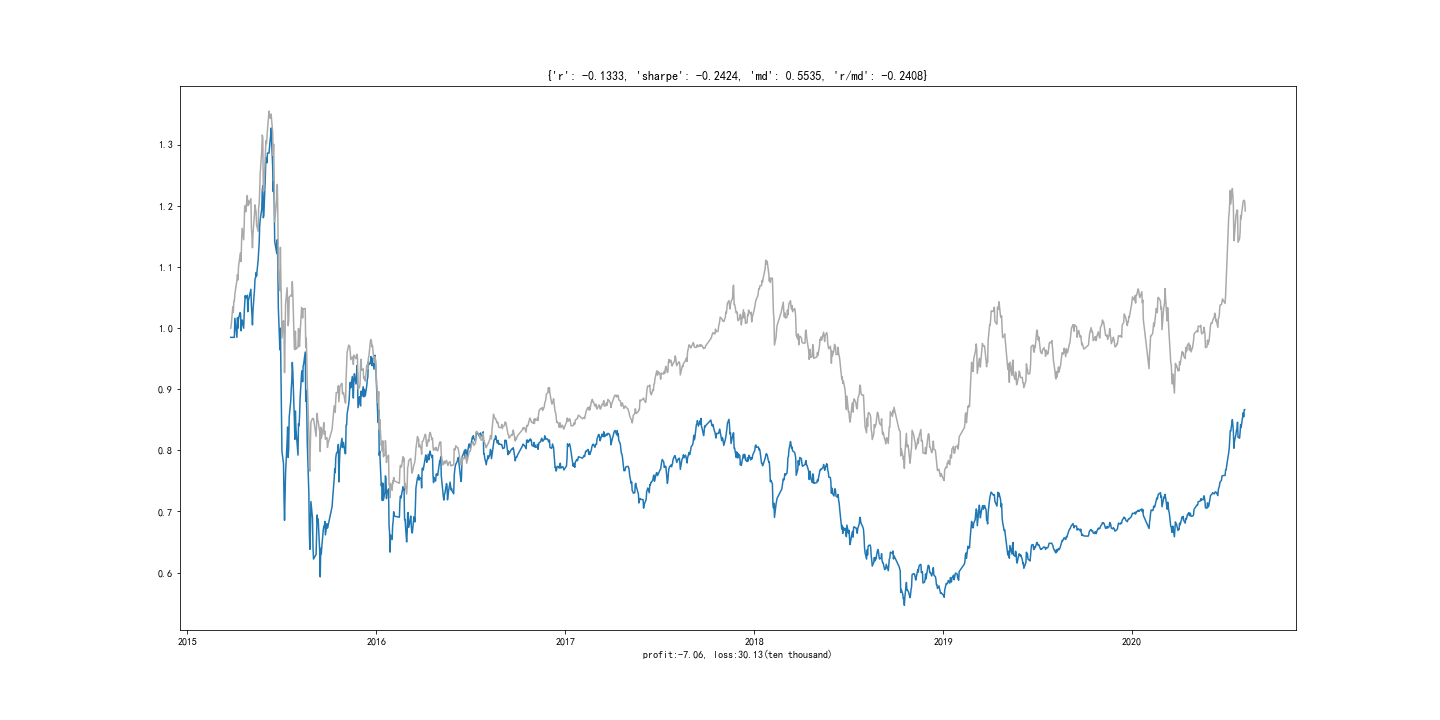 {'r': -0.1333, 'sharpe': -0.2424, 'md': 0.5535, 'r/md': -0.2408}
1.3
1.2
1.1
1.0
0.9
0.8
0.7
0.6
2015 2016 2017 2018 2019 2020
profit:-7.06, loss:30.13(ten thousand)